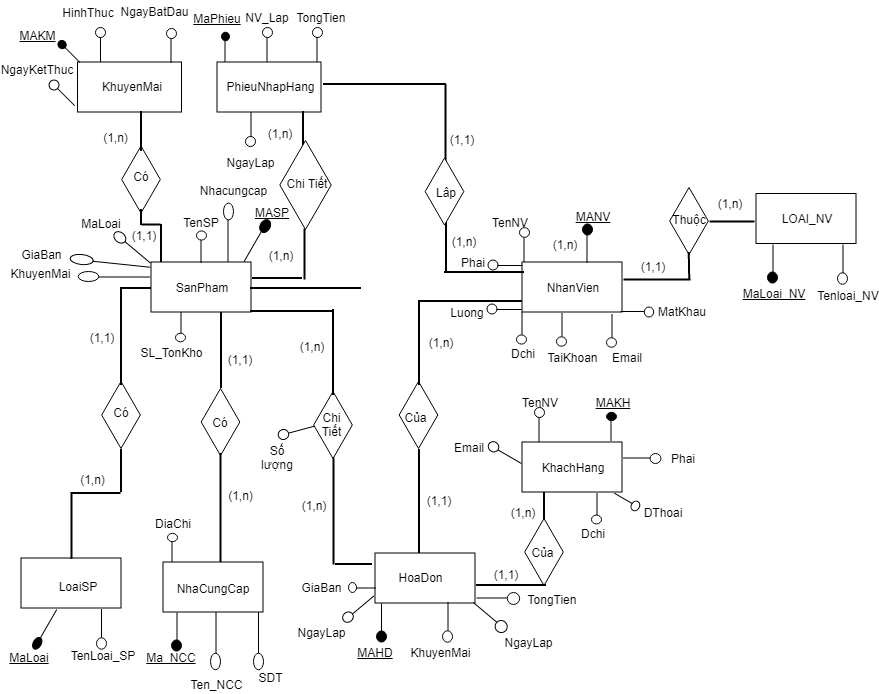 HinhThuc
NgayBatDau
MAKM
NgayKetThuc
KhuyenMai
MaPhieu
NV_Lap
TongTien
PhieuNhapHang
NgayLap
(1,n)
(1,n)
(1,1)
Có
Chi Tiết
Lâp
Nhacungcap
MaLoai
TenSP
MASP
(1,1)
(1,n)
GiaBan
KhuyenMai
SanPham
SL_TonKho
TenNV
MANV
(1,n)
(1,n)
Phai
NhanVien
(1,1)
Thuộc
(1,n)
LOAI_NV
MaLoai_NV
Tenloai_NV
Luong
MatKhau
Dchi
TaiKhoan
Email
(1,1)
(1,1)
(1,n)
(1,n)
Có
Có
Chi
Tiết
Của
Số
lượng
TenNV
MAKH
Email
KhachHang
Phai
DThoai
Dchi
(1,n)
(1,n)
(1,n)
(1,1)
(1,n)
Của
(1,1)
DiaChi
LoaiSP
NhaCungCap
HoaDon
GiaBan
TongTien
NgayLap
NgayLap
MAHD
KhuyenMai
MaLoai
TenLoai_SP
Ma_NCC
Ten_NCC
SDT